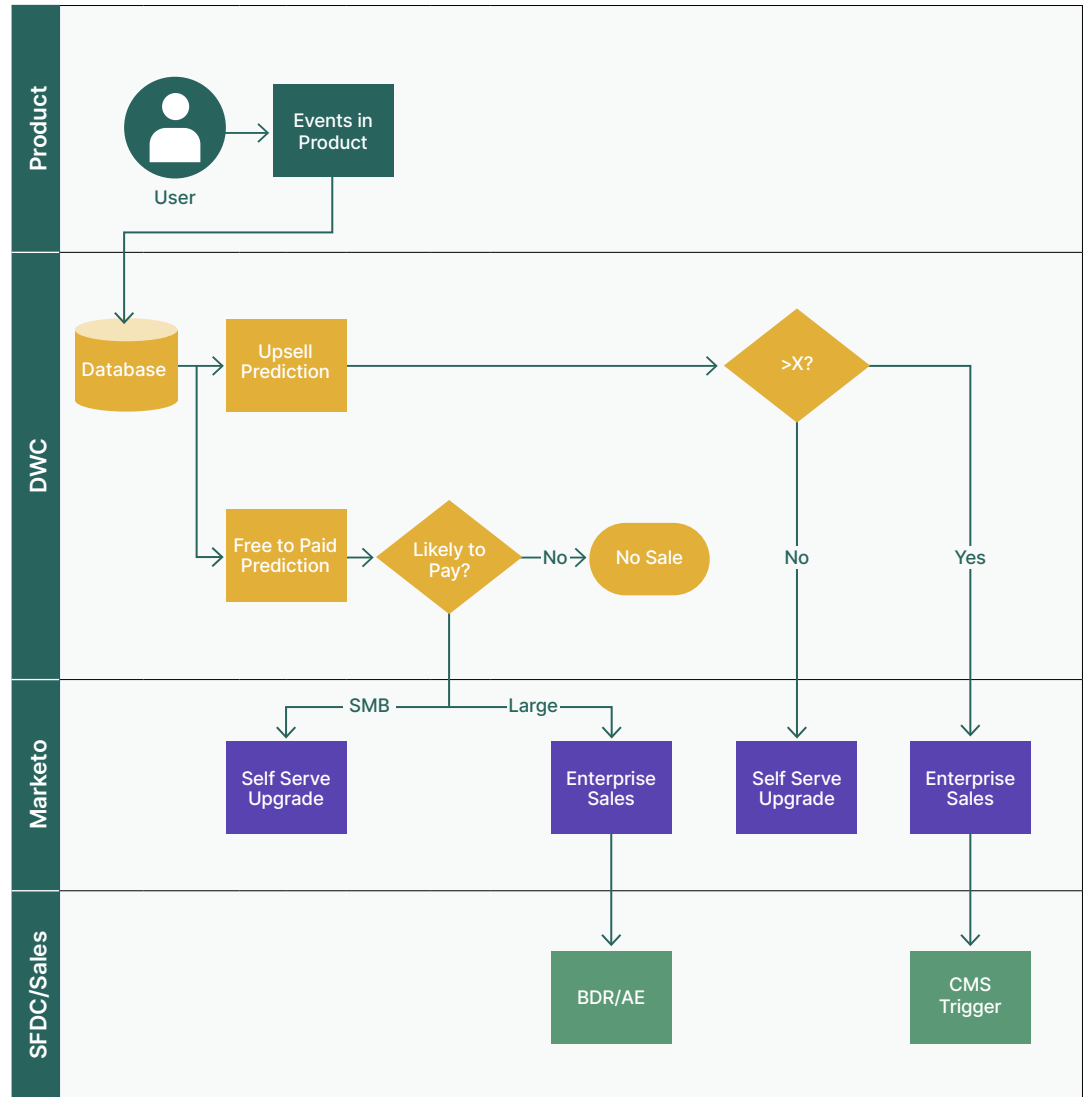 Product
Events in
Product
User
DWC
Database
Upsell
Prediction
>X?
Free to Paid
Prediction
Likely to
Pay?
No
No Sale
No
Yes
Marketo
SMB
Large
Self Serve
Upgrade
Enterprise
Sales
Self Serve
Upgrade
Enterprise
Sales
SFDC/Sales
BDR/AE
CMS
Trigger